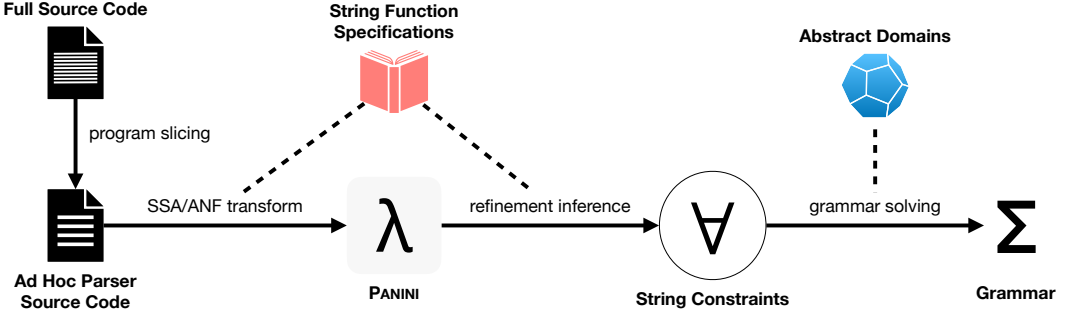 Full Source Code
String Function
Specifications
Abstract Domains
program slicing
SSA/ANF transform
refinement inference
grammar solving
λ
∀
Σ
Ad Hoc Parser
Source Code
PANINI
String Constraints
Grammar